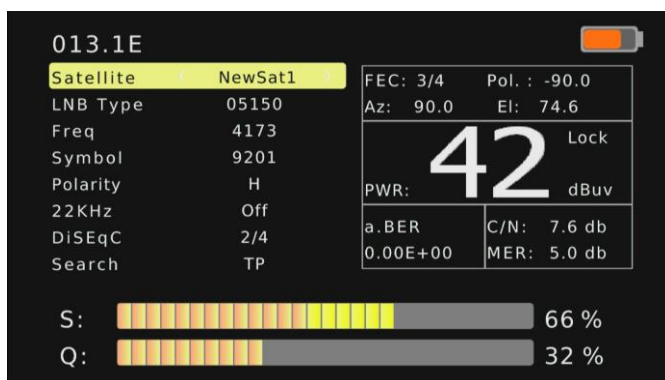 013.1E
Satellite NewSat1
LNB Type 05150
Freq 4173
Symbol 9201
Polarity H
22KHz Off
DiSEqC 2/4
Search TP
FEC: 3/4 Pol. : -90.0
Az: 90.0 El: 74.6
Lock
PWR: 42 dBuv
a.BER
0.00E+00
C/N: 7.6 db
MER: 5.0 db
S: 66 %
Q: 32 %